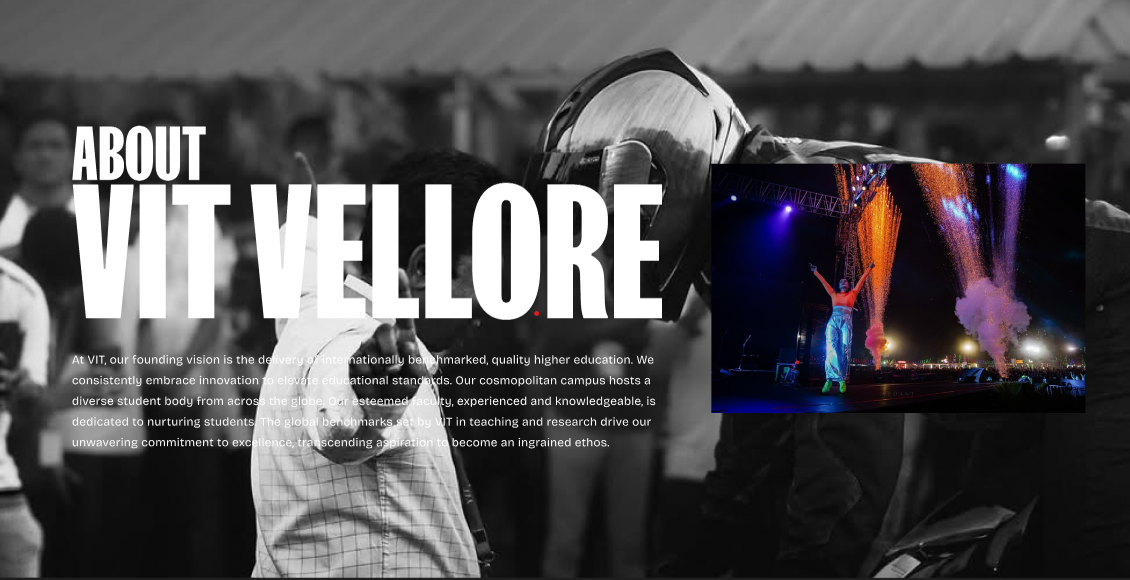 ABOUT
VIT VELLORE
At VIT, our founding vision is the delivery of internationally benchmarked, quality higher education. We
consistently embrace innovation to elevate educational standards. Our cosmopolitan campus hosts a
diverse student body from across the globe. Our esteemed faculty, experienced and knowledgeable, is
dedicated to nurturing students. The global benchmarks set by VIT in teaching and research drive our
unwavering commitment to excellence, transcending aspiration to become an ingrained ethos.